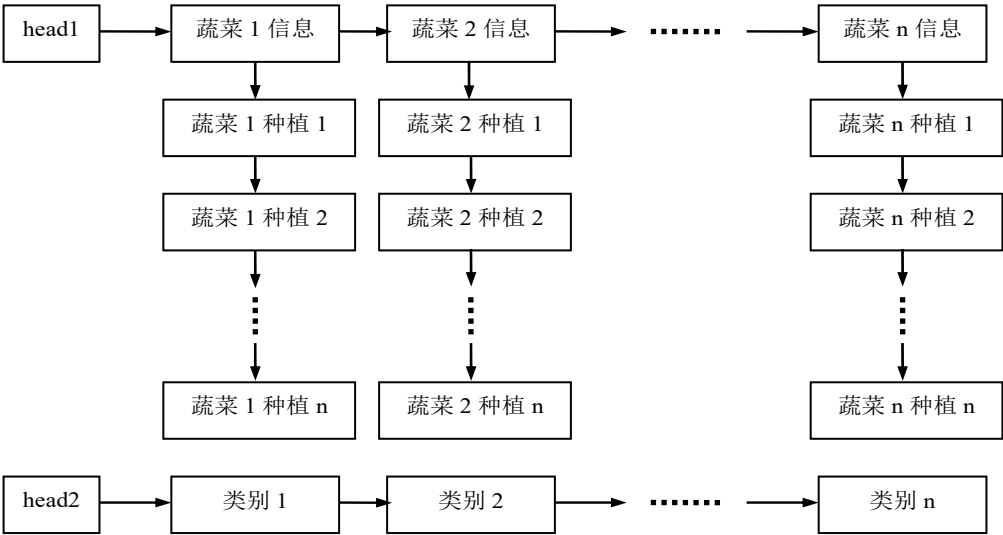 head1 蔬菜 1 信息 蔬菜 2 信息 蔬菜 n 信息
蔬菜 1 种植 1 蔬菜 2 种植 1 蔬菜 n 种植 1
蔬菜 1 种植 2 蔬菜 2 种植 2 蔬菜 n 种植 2
蔬菜 1 种植 n 蔬菜 2 种植 n 蔬菜 n 种植 n
head2 类别 1 类别 2 类别 n